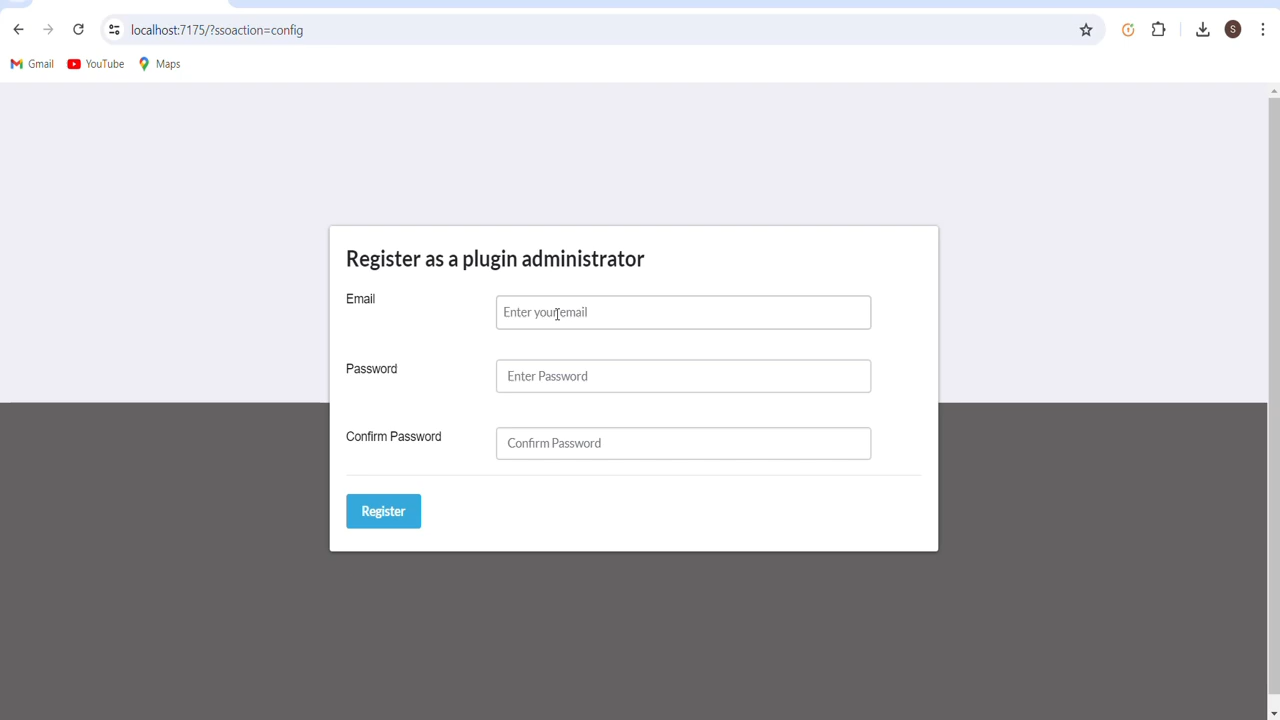 localhost:7175/?ssoaction=config
S
Gmail YouTube Maps
Register as a plugin administrator
Email
Enter your email
Password
Enter Password
Confirm Password
Confirm Password
Register